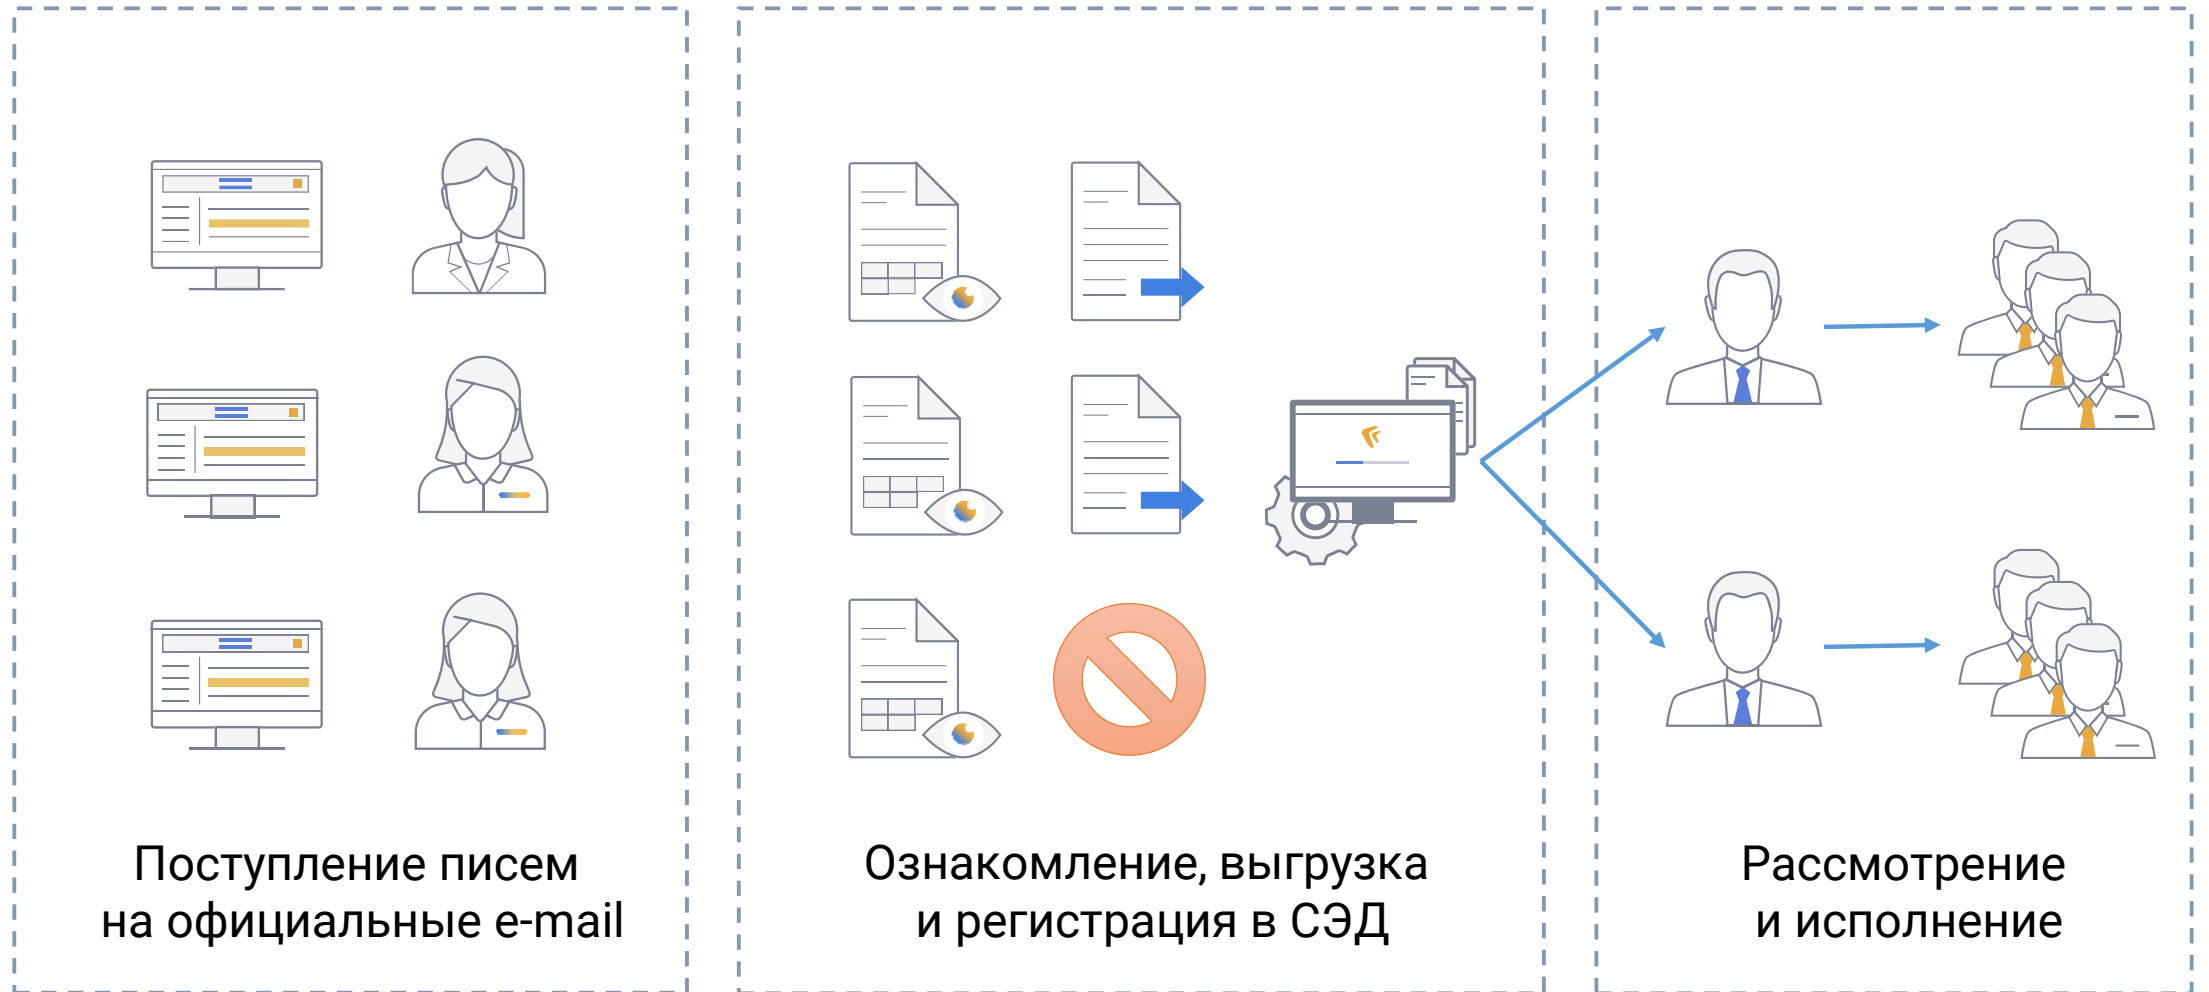 Поступление писем
на официальные e-mail
Ознакомление, выгрузка
и регистрация в СЭД
Рассмотрение
и исполнение